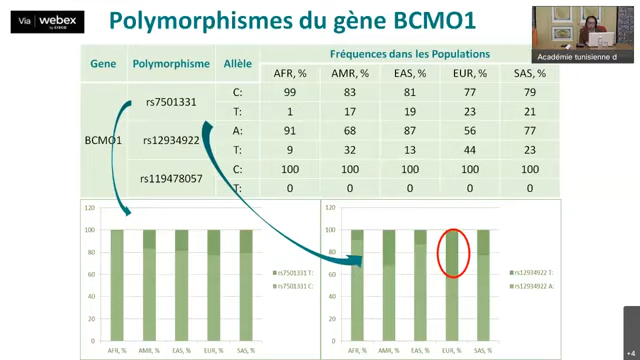 Via webex
by CISCO
Polymorphismes du gène BCMO1
Académie tunisienne d
Gene Polymorphisme Allèle Fréquences dans les Populations
AFR, % AMR, % EAS, % EUR, % SAS, %
BCMO1
rs7501331 C: 99 83 81 77 79
T: 1 17 19 23 21
rs12934922 A: 91 68 87 56 77
T: 9 32 13 44 23
rs119478057 C: 100 100 100 100 100
T: 0 0 0 0 0
120
100
80
60
40
20
0
AFR, % AMR, % EAS, % EUR, % SAS, %
rs7501331 T:
rs7501331 C:
120
100
80
60
40
20
0
AFR, % AMR, % EAS, % EUR, % SAS, %
rs12934922 T:
rs12934922 A:
+4